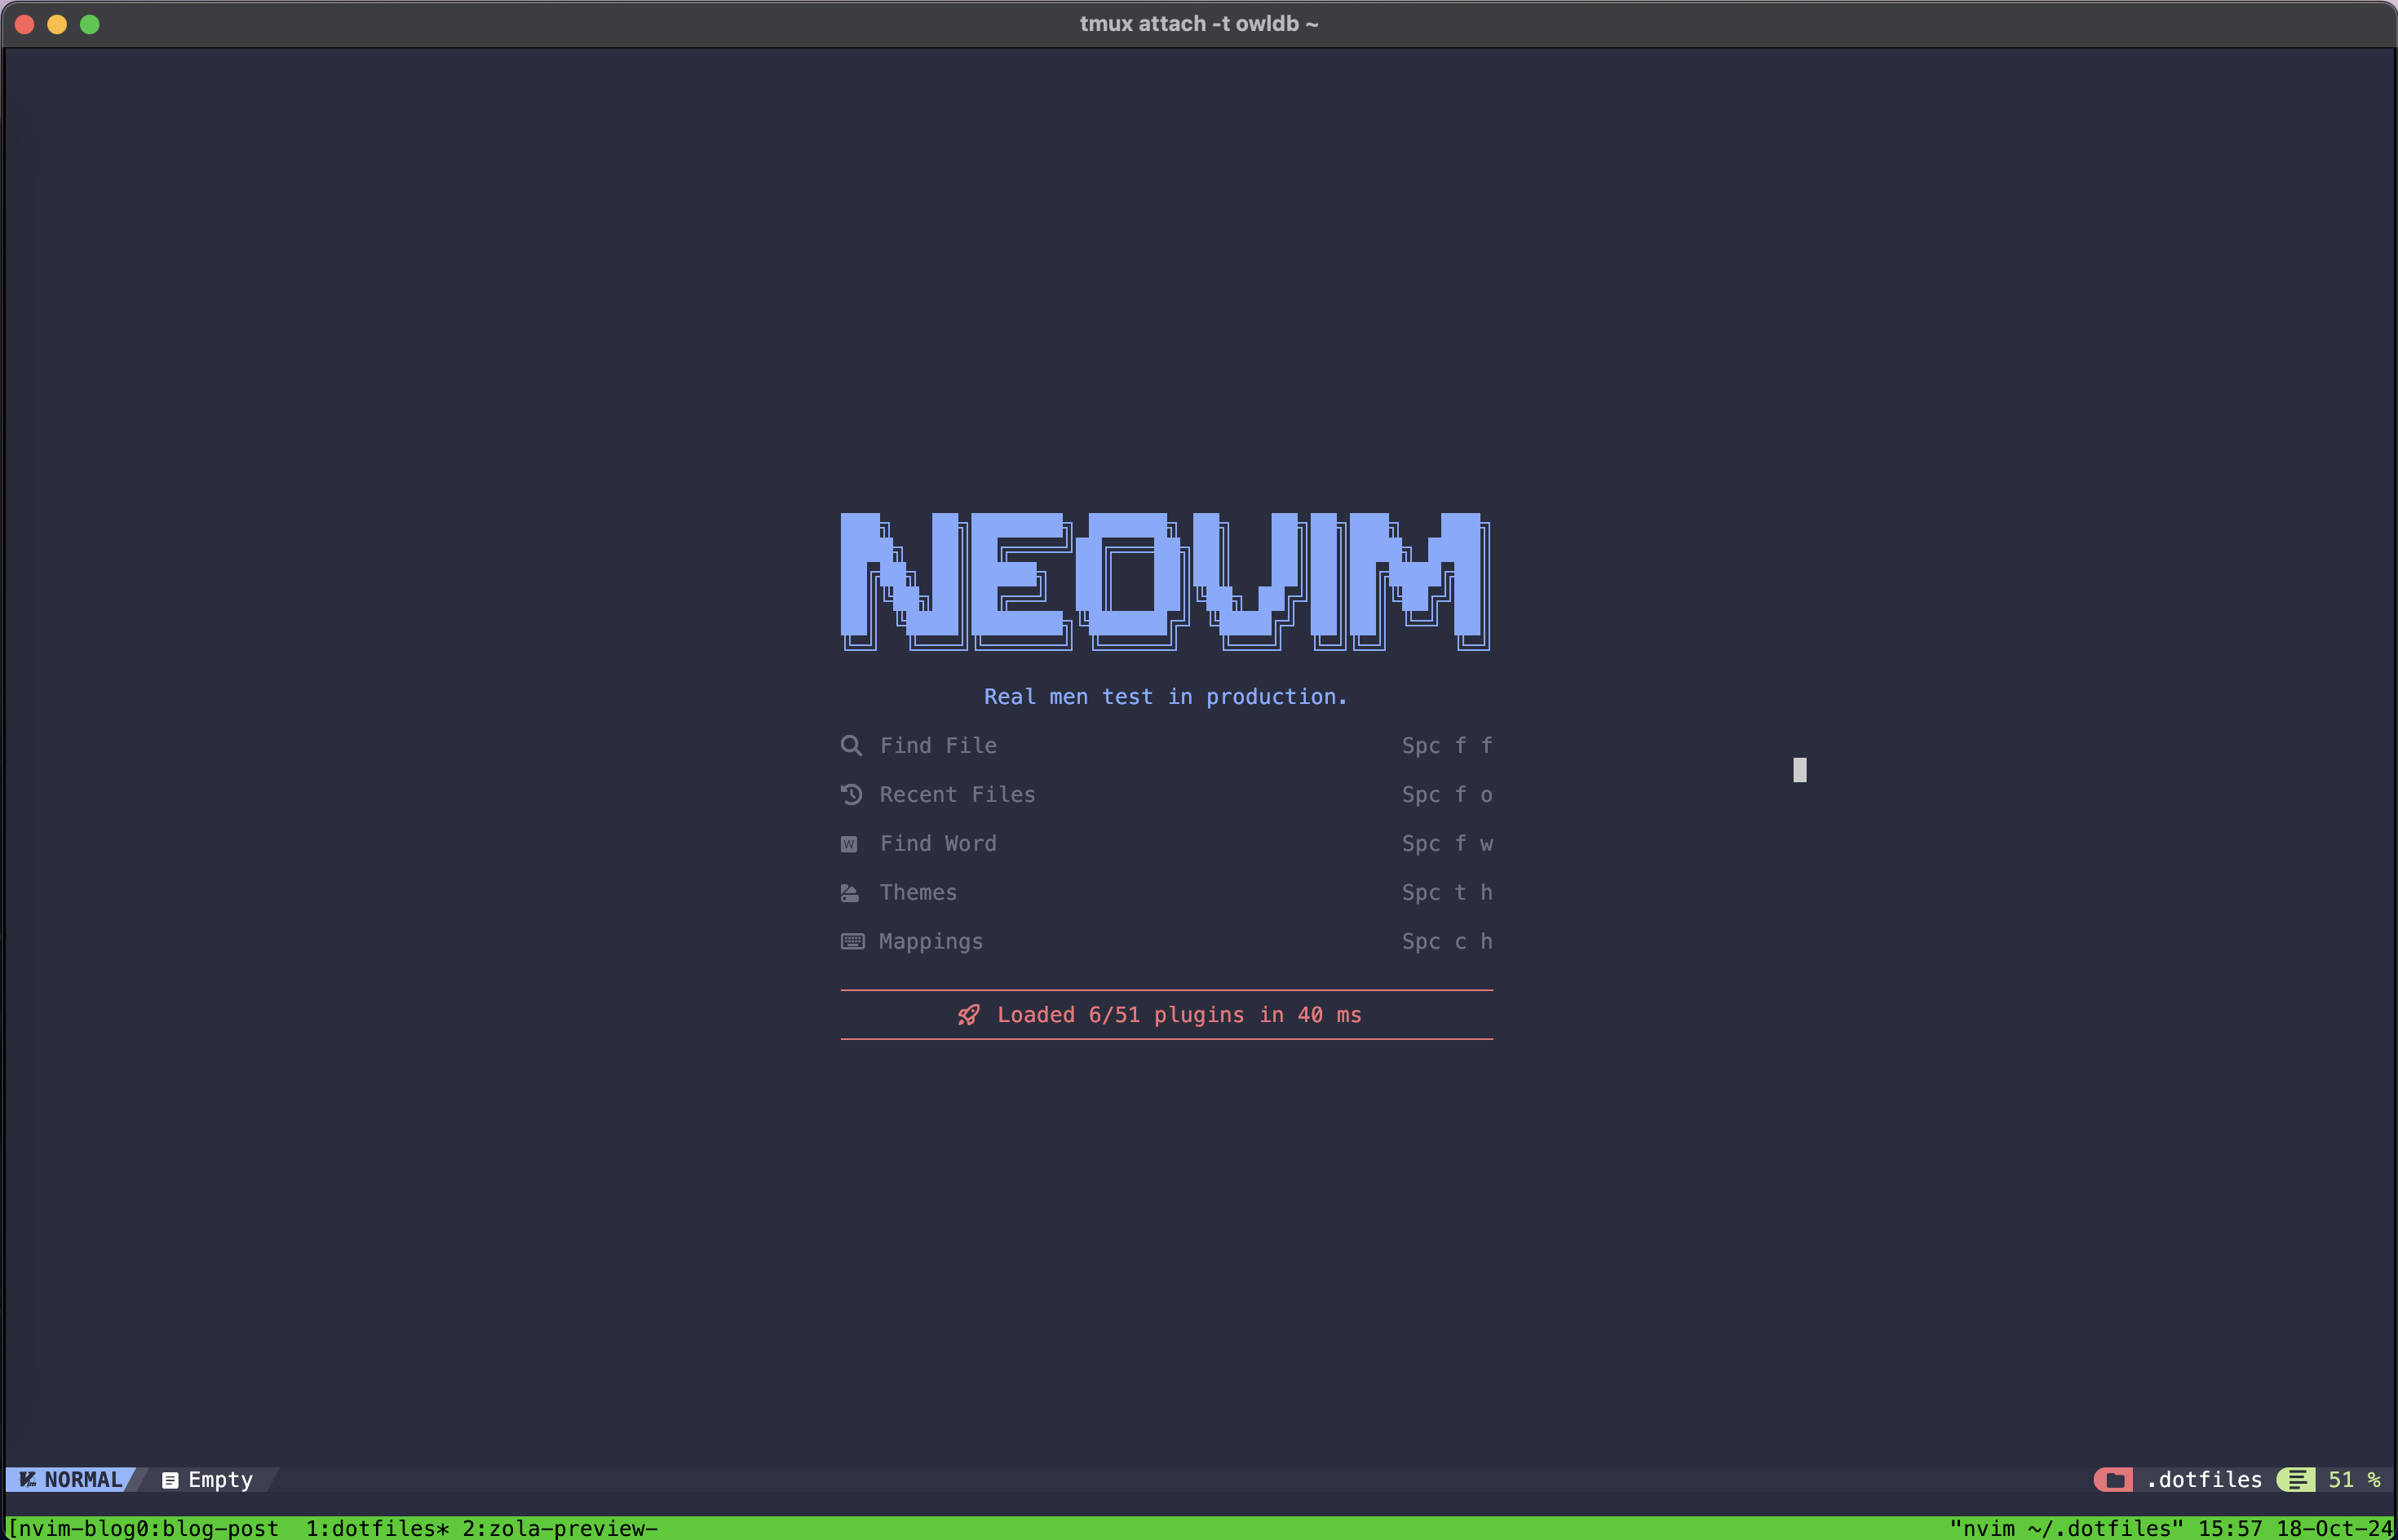 tmux attach -t owldb ~
NEOVIM
Real men test in production.
Find File Spc f f
Recent Files Spc f o
Find Word Spc f w
Themes Spc t h
Mappings Spc c h
Loaded 6/51 plugins in 40 ms
NORMAL Empty .dotfiles 51 %
[nvim-blog0:blog-post 1:dotfiles* 2:zola-preview- "nvim ~/.dotfiles" 15:57 18-Oct-24